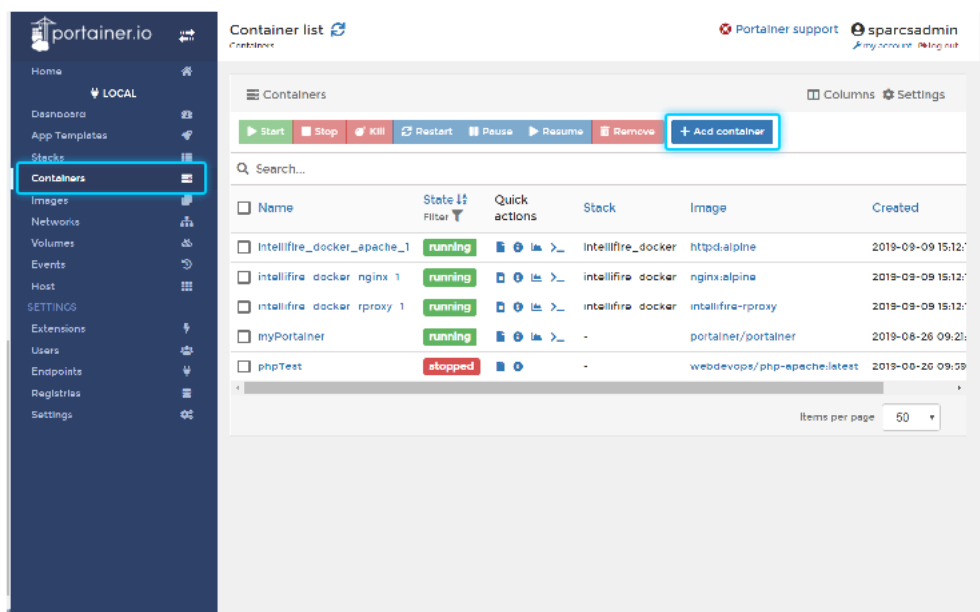 portainer.io
Home
LOCAL
Dashboard
App Templates
Stacks
Containers
Images
Networks
Volumes
Events
Host
SETTINGS
Extensions
Users
Endpoints
Registries
Settings
Container list
Containers
Portainer support
sparcsadmin
my account log out
Containers
Columns Settings
Start Stop Kill Restart Pause Resume Remove + Add container
Search...
Name State Filter Quick actions Stack Image Created
intellifire_docker_apache_1 running intellifire_docker httpd:alpine 2019-09-09 15:12:
intellifire_docker_nginx_1 running intellifire_docker nginx:alpine 2019-09-09 15:12:
intellifire_docker_rproxy_1 running intellifire_docker intellifire-rproxy 2019-09-09 15:12:
myPortainer running - portainer/portainer 2019-08-26 09:21:
phpTest stopped - webdevops/php-apache:latest 2019-08-26 09:59
Items per page 50